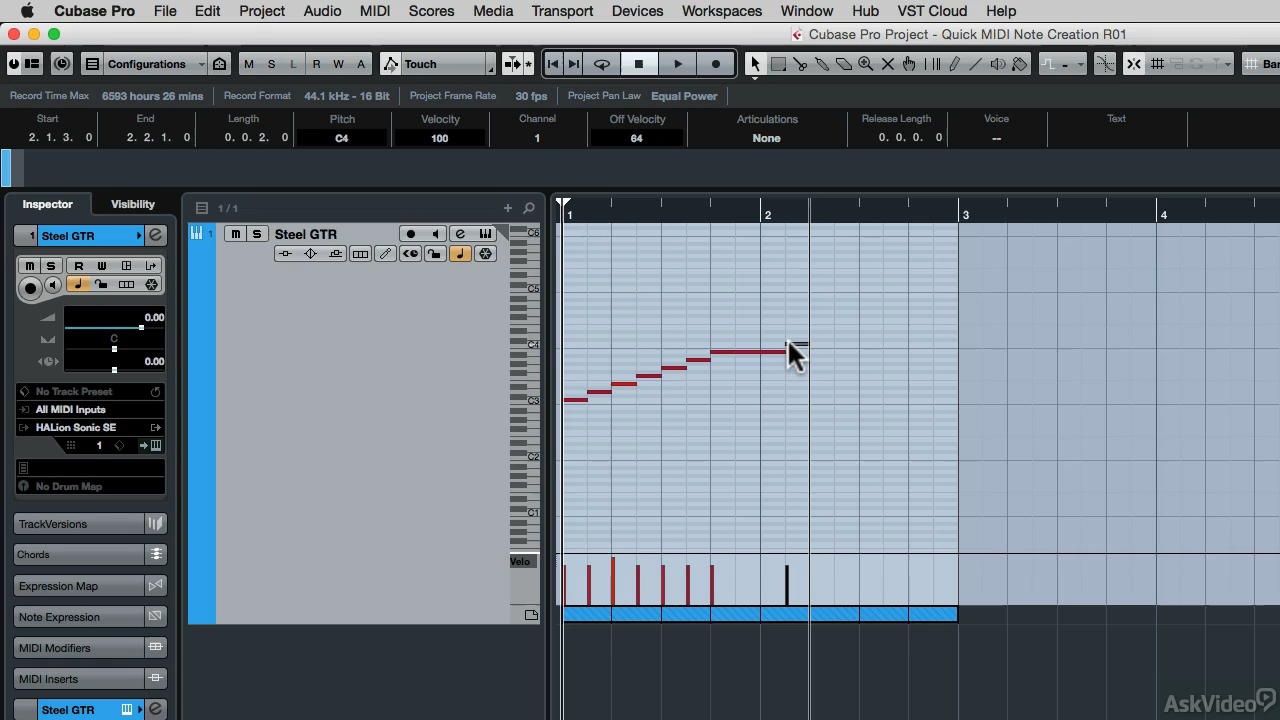 Cubase Pro File Edit Project Audio MIDI Scores Media Transport Devices Workspaces Window Hub VST Cloud Help
Cubase Pro Project - Quick MIDI Note Creation R01
Configurations M S L R W A Touch Bar
Record Time Max 6593 hours 26 mins Record Format 44.1 kHz - 16 Bit Project Frame Rate 30 fps Project Pan Law Equal Power
Start End Length Pitch Velocity Channel Off Velocity Articulations Release Length Voice Text
2. 1. 3. 0 2. 2. 1. 0 0. 0. 2. 0 C4 100 1 64 None 0. 0. 0. 0 --
Inspector Visibility 1 / 1 +
1 2 3 4
1 Steel GTR
1 M S Steel GTR
C6
M S R W
C5
0.00
C
C4
0.00
No Track Preset
C3
All MIDI Inputs
HALion Sonic SE
1
C2
No Drum Map
C1
TrackVersions
Chords
Velo
Expression Map
Note Expression
MIDI Modifiers
MIDI Inserts
Steel GTR
AskVideo